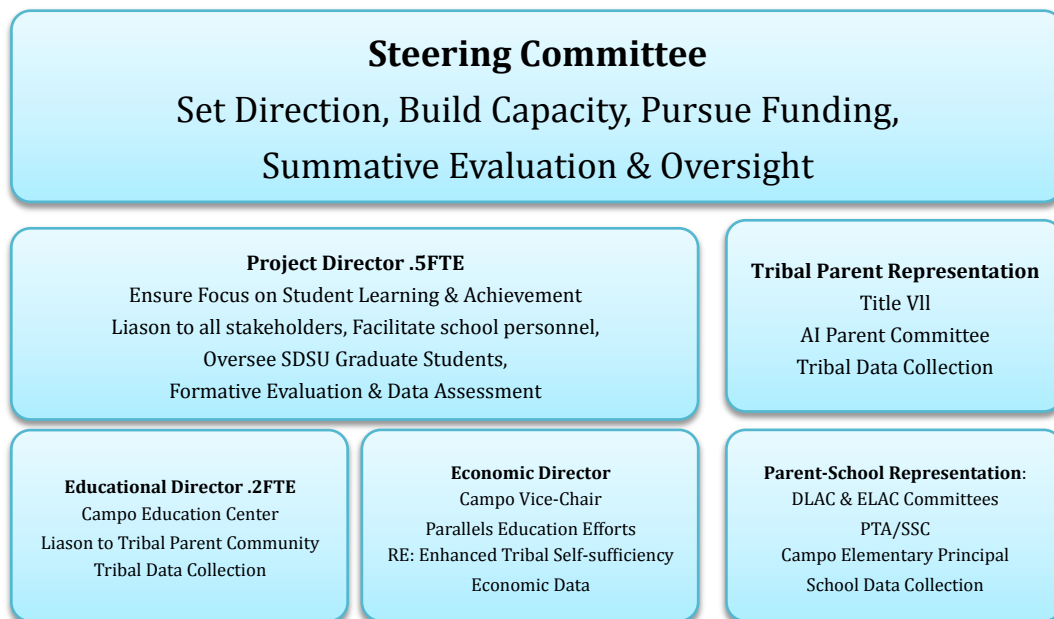 Steering Committee
Set Direction, Build Capacity, Pursue Funding,
Summative Evaluation & Oversight
Project Director .5FTE
Ensure Focus on Student Learning & Achievement
Liason to all stakeholders, Facilitate school personnel,
Oversee SDSU Graduate Students,
Formative Evaluation & Data Assessment
Tribal Parent Representation
Title Vll
AI Parent Committee
Tribal Data Collection
Educational Director .2FTE
Campo Education Center
Liason to Tribal Parent Community
Tribal Data Collection
Economic Director
Campo Vice-Chair
Parallels Education Efforts
RE: Enhanced Tribal Self-sufficiency
Economic Data
Parent-School Representation:
DLAC & ELAC Committees
PTA/SSC
Campo Elementary Principal
School Data Collection